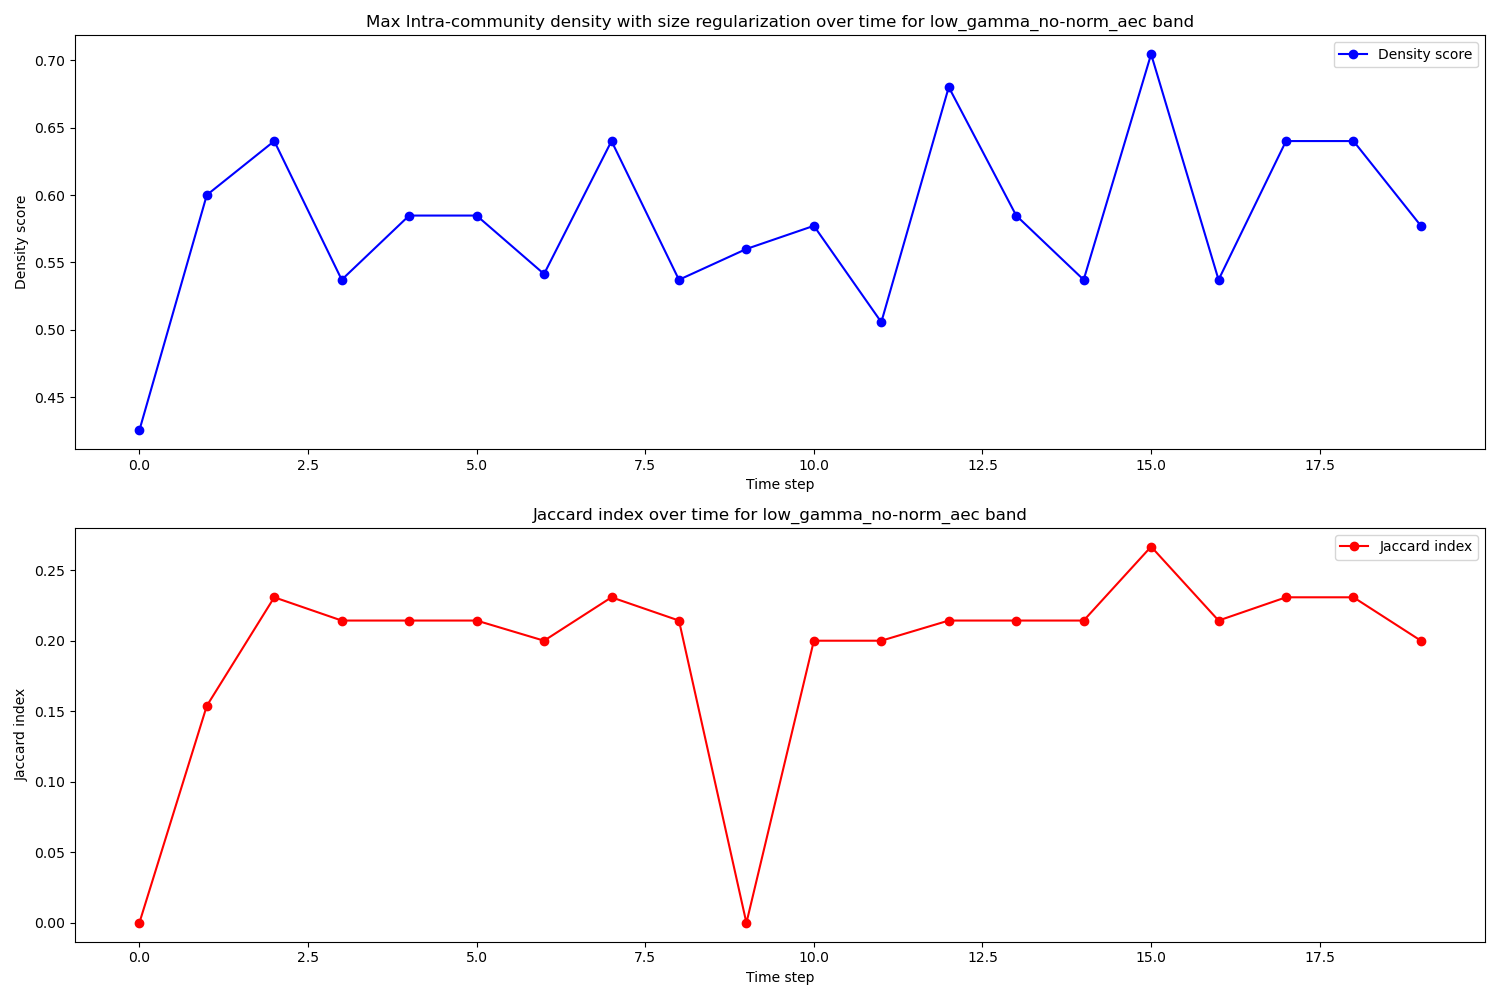 Max Intra-community density with size regularization over time for low_gamma_no-norm_aec band
Density score
0.70
0.65
0.60
0.55
0.50
0.45
Density score
0.0 2.5 5.0 7.5 10.0 12.5 15.0 17.5
Time step
Jaccard index over time for low_gamma_no-norm_aec band
Jaccard index
0.25
0.20
0.15
0.10
0.05
0.00
Jaccard index
0.0 2.5 5.0 7.5 10.0 12.5 15.0 17.5
Time step